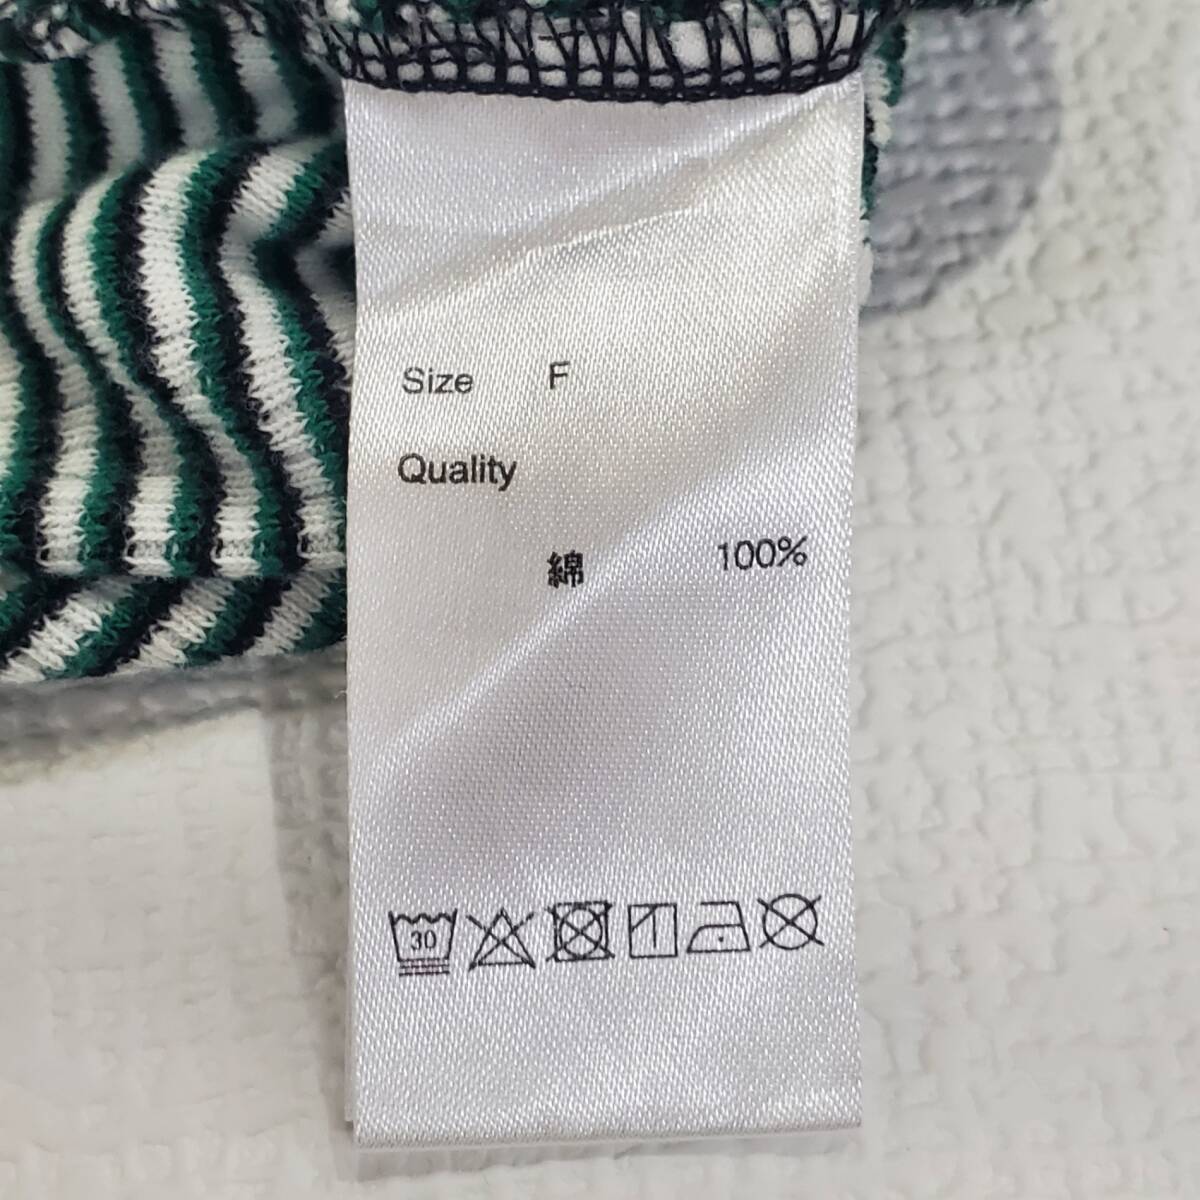 Size F
Quality
綿 100%
30